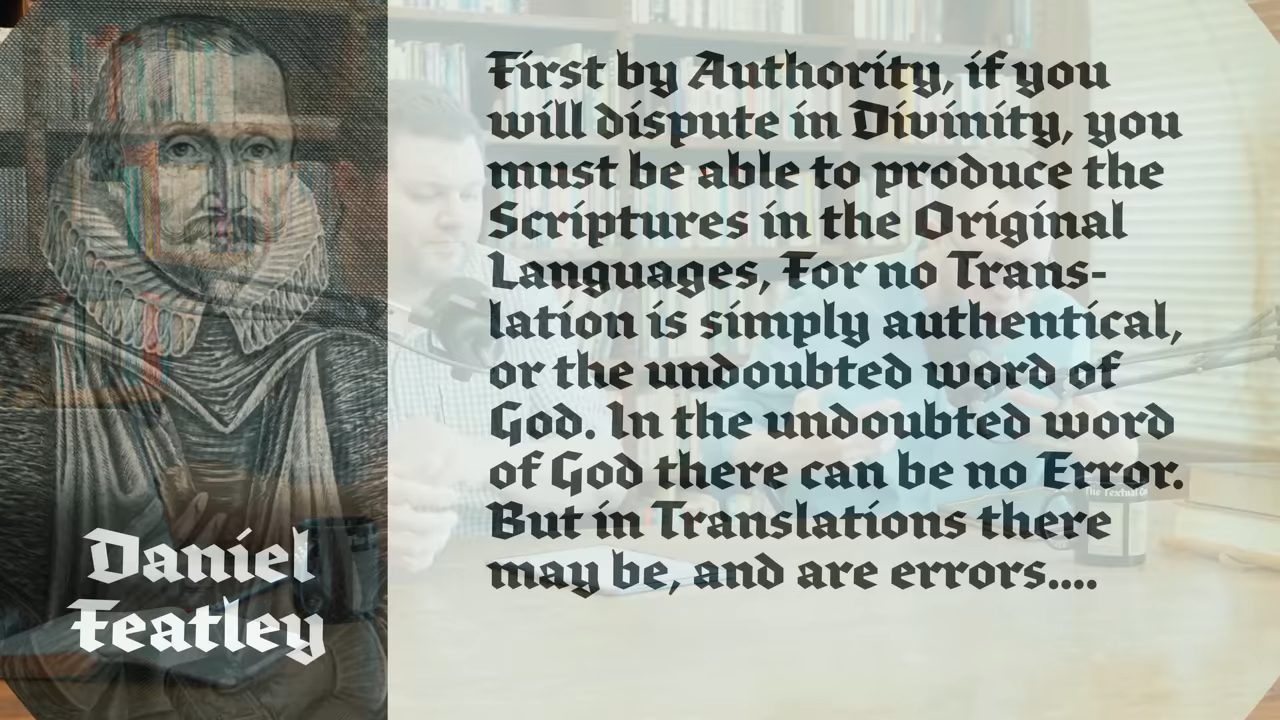 First by Authority, if you
will dispute in Divinity, you
must be able to produce the
Scriptures in the Original
Languages, For no Trans-
lation is simply authentical,
or the undoubted word of
God. In the undoubted word
of God there can be no Error.
But in Translations there
may be, and are errors....
Daniel
Featley
The Textual